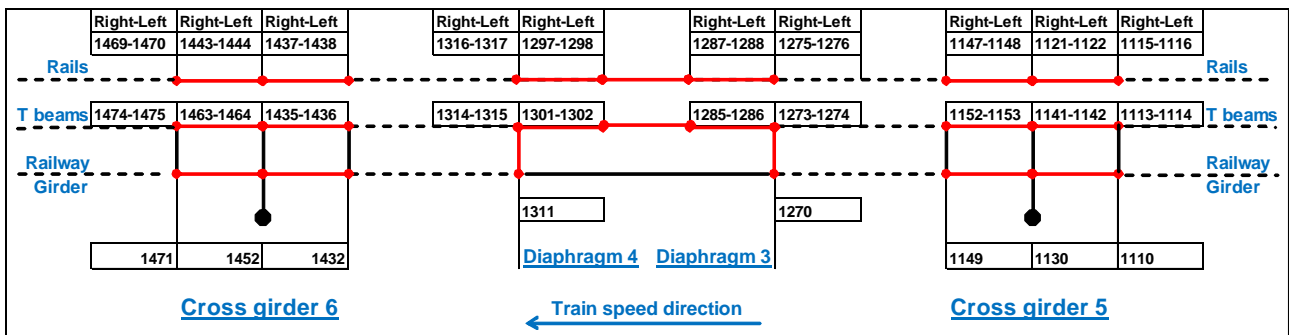 Right-Left Right-Left Right-Left Right-Left Right-Left Right-Left Right-Left Right-Left Right-Left Right-Left
1469-1470 1443-1444 1437-1438 1316-1317 1297-1298 1287-1288 1275-1276 1147-1148 1121-1122 1115-1116
Rails Rails
T beams 1474-1475 1463-1464 1435-1436 1314-1315 1301-1302 1285-1286 1273-1274 1152-1153 1141-1142 1113-1114 T beams
Railway Railway
Girder Girder
1311 1270
1471 1452 1432 Diaphragm 4 Diaphragm 3 1149 1130 1110
Cross girder 6 Train speed direction Cross girder 5